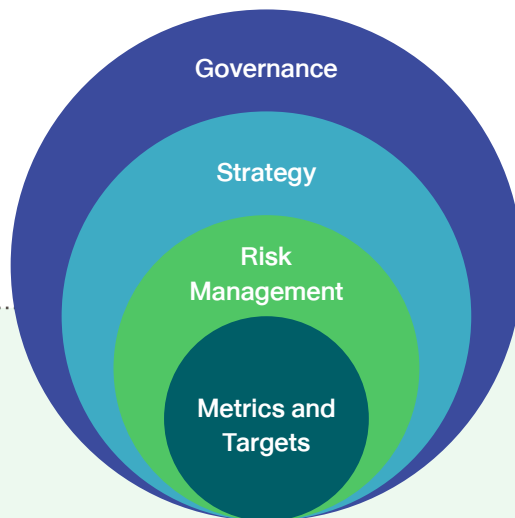 Governance
Strategy
Risk
Management
Metrics and
Targets